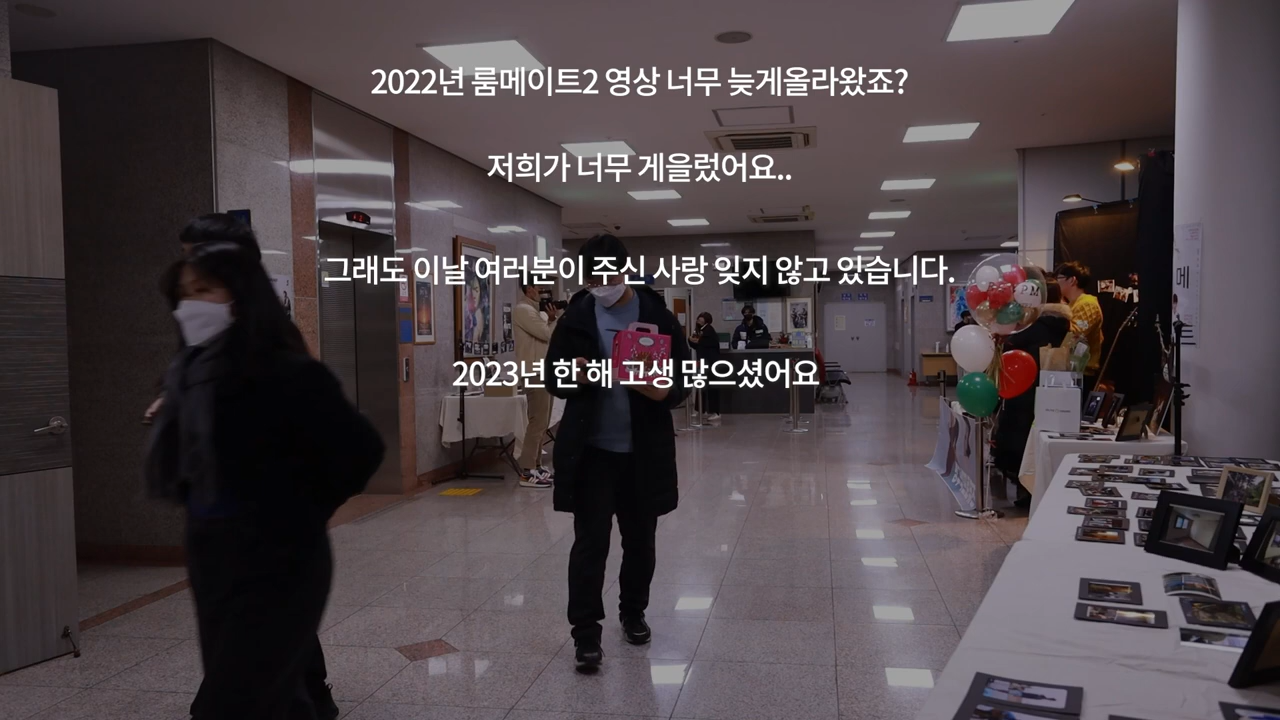 2022년 룸메이트2 영상 너무 늦게올라왔죠?
저희가 너무 게을렀어요..
그래도 이날 여러분이 주신 사랑 잊지 않고 있습니다.
2023년 한 해 고생 많으셨어요
메
트